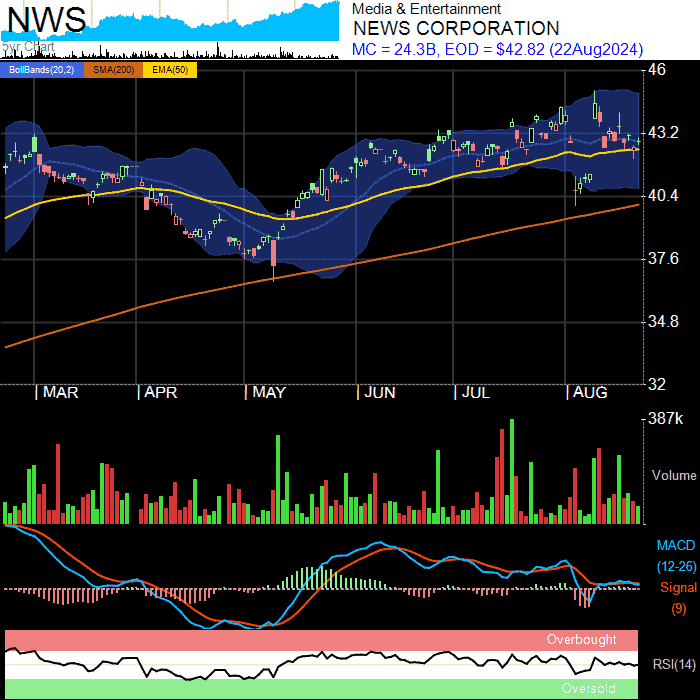 NWS
5yr Chart
Media & Entertainment
NEWS CORPORATION
MC = 24.3B, EOD = $42.82 (22Aug2024)
BollBands(20,2) SMA(200) EMA(50)
46
43.2
40.4
37.6
34.8
32
| MAR | APR | MAY | JUN | JUL | AUG
387k
Volume
MACD
(12-26)
Signal
(9)
Overbought
RSI(14)
Oversold